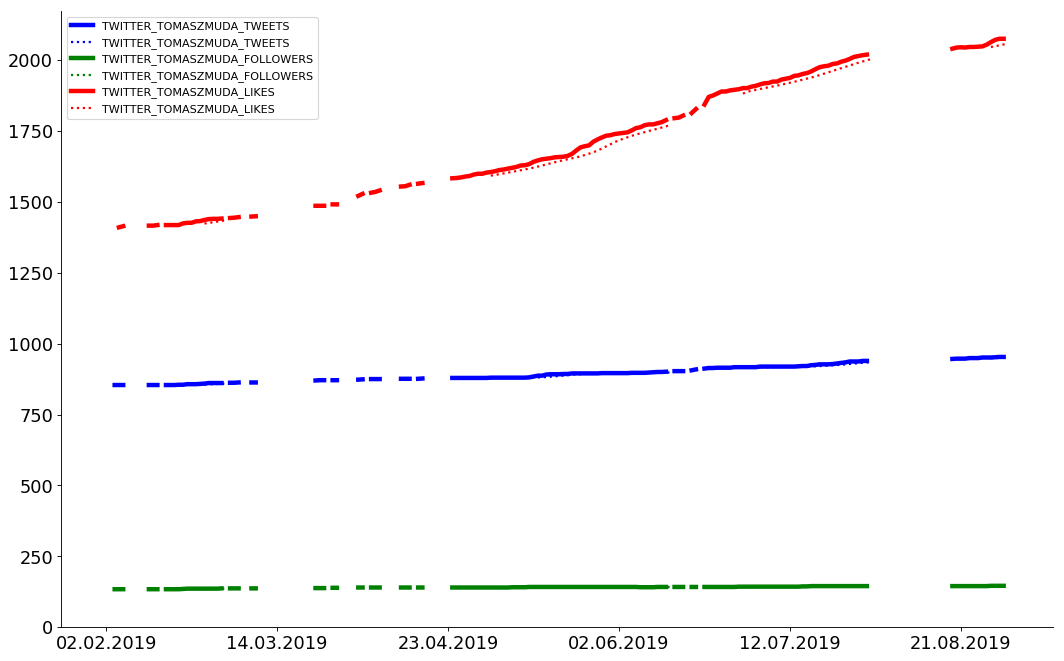 TWITTER_TOMASZMUDA_TWEETS
TWITTER_TOMASZMUDA_TWEETS
TWITTER_TOMASZMUDA_FOLLOWERS
TWITTER_TOMASZMUDA_FOLLOWERS
TWITTER_TOMASZMUDA_LIKES
TWITTER_TOMASZMUDA_LIKES
2000
1750
1500
1250
1000
750
500
250
0
02.02.2019 14.03.2019 23.04.2019 02.06.2019 12.07.2019 21.08.2019